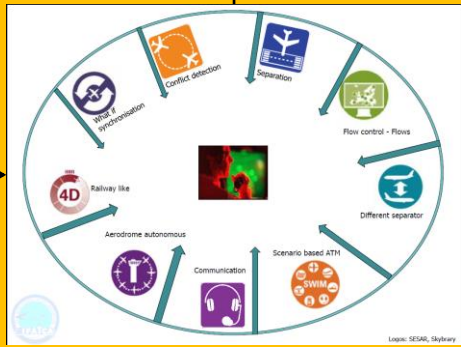 Conflict detection
Separation
What if
synchronisation
Flow control - Flows
4D
Railway like
Different separator
Aerodrome autonomous
Communication
Scenario based ATM
SWIM
Logos: SESAR, Skybrary